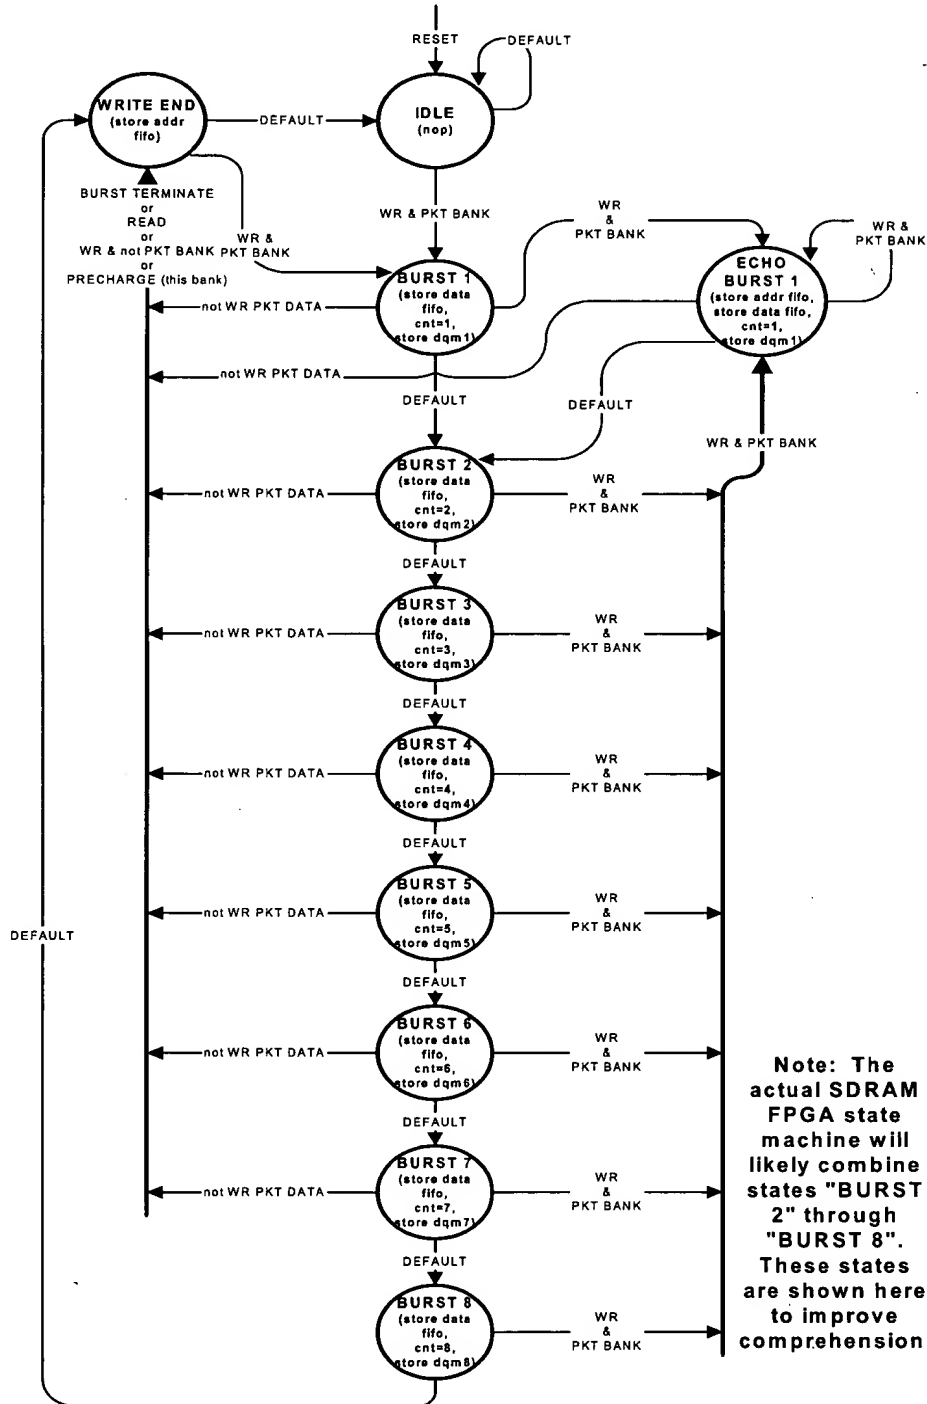 RESET
DEFAULT
WRITE END
(store addr
fifo)
DEFAULT
IDLE
(nop)
BURST TERMINATE
or
READ
or
WR & not PKT BANK
or
PRECHARGE (this bank)
WR &
PKT BANK
WR & PKT BANK
WR
&
PKT BANK
WR &
PKT BANK
BURST 1
(store data
fifo,
cnt=1,
store dqm1)
ECHO
BURST 1
(store addr fifo,
store data fifo,
cnt=1,
store dqm1)
not WR PKT DATA
not WR PKT DATA
DEFAULT
DEFAULT
WR & PKT BANK
BURST 2
(store data
fifo,
cnt=2,
store dqm2)
not WR PKT DATA
WR
&
PKT BANK
DEFAULT
BURST 3
(store data
fifo,
cnt=3,
store dqm3)
not WR PKT DATA
WR
&
PKT BANK
DEFAULT
BURST 4
(store data
fifo,
cnt=4,
store dqm4)
not WR PKT DATA
WR
&
PKT BANK
DEFAULT
BURST 5
(store data
fifo,
cnt=5,
store dqm5)
not WR PKT DATA
WR
&
PKT BANK
DEFAULT
DEFAULT
BURST 6
(store data
fifo,
cnt=6,
store dqm6)
not WR PKT DATA
WR
&
PKT BANK
DEFAULT
BURST 7
(store data
fifo,
cnt=7,
store dqm7)
not WR PKT DATA
WR
&
PKT BANK
DEFAULT
BURST 8
(store data
fifo,
cnt=8,
store dqm8)
WR
&
PKT BANK
Note: The
actual SDRAM
FPGA state
machine will
likely combine
states "BURST
2" through
"BURST 8".
These states
are shown here
to improve
comprehension